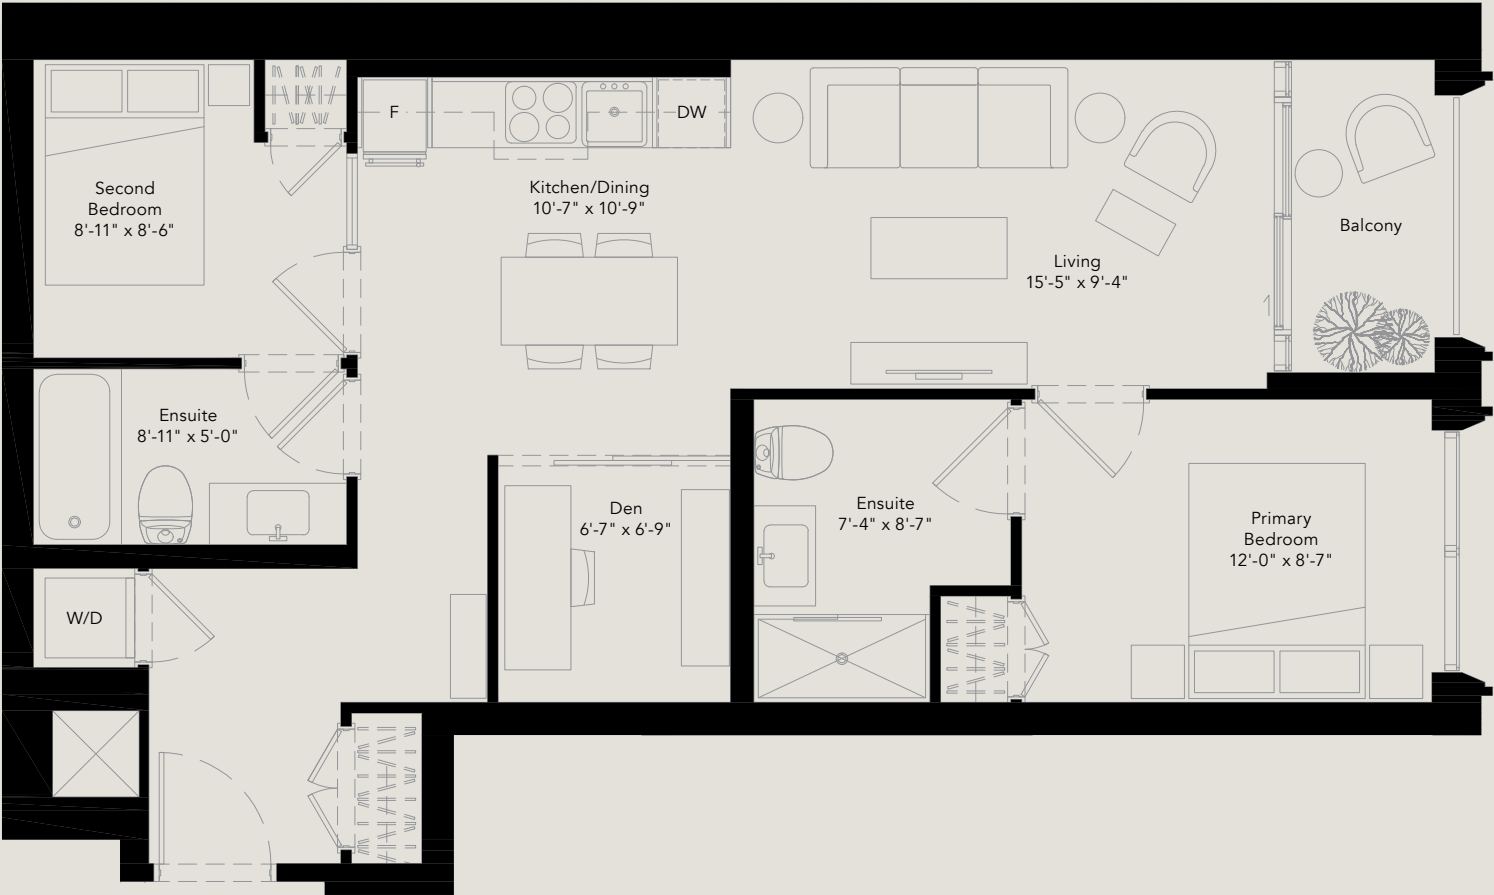 F
DW
Second
Bedroom
8'-11" x 8'-6"
Kitchen/Dining
10'-7" x 10'-9"
Balcony
Living
15'-5" x 9'-4"
Ensuite
8'-11" x 5'-0"
Den
6'-7" x 6'-9"
Ensuite
7'-4" x 8'-7"
Primary
Bedroom
12'-0" x 8'-7"
W/D